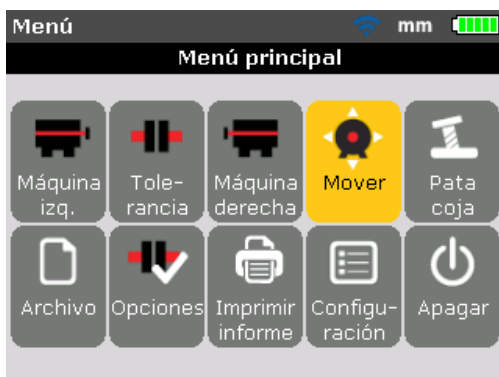 Menú mm
Menú principal
Máquina izq.
Tole-
rancia
Máquina derecha
Mover
Pata coja
Archivo
Opciones
Imprimir informe
Configu-
ración
Apagar